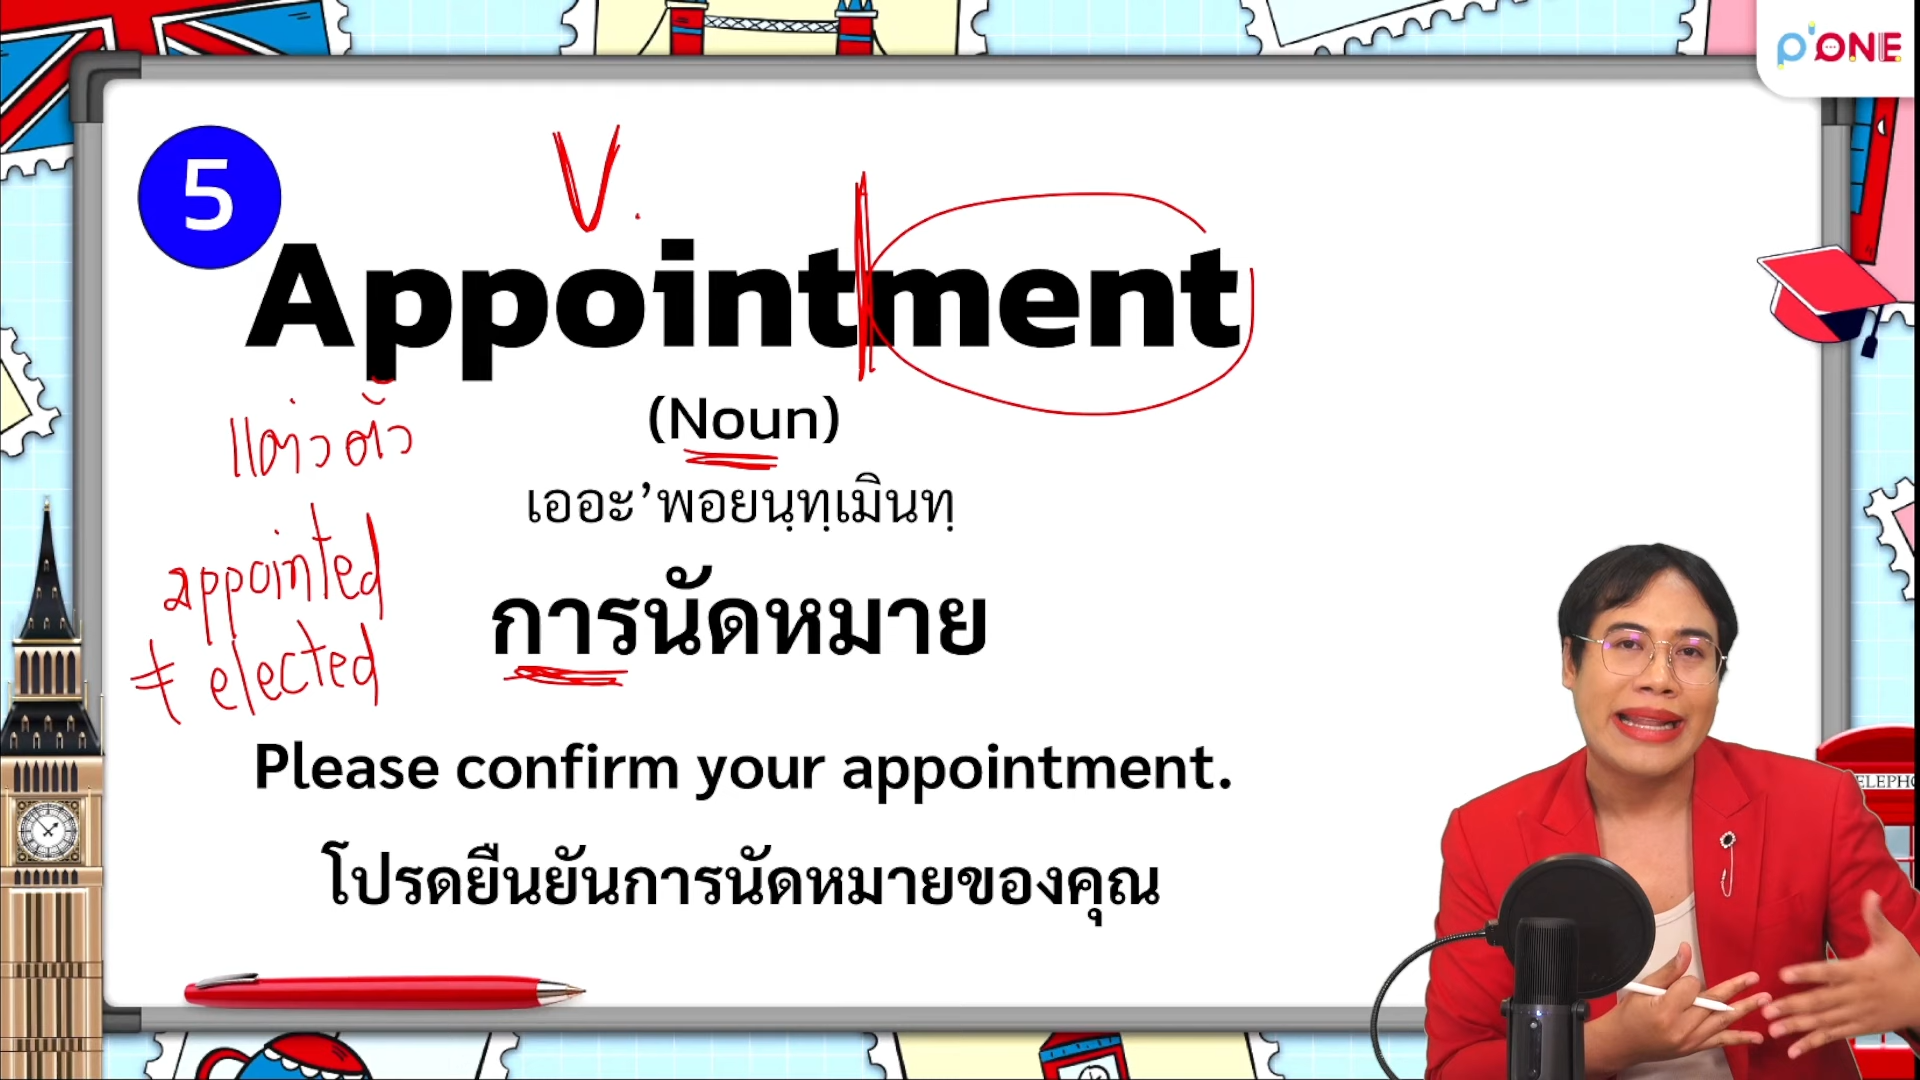 P'ONE
5
V.
Appointment
(Noun)
เออะ’พอยนฺทฺเมินทฺ
แต่งตั้ง
appointed
≠ elected
การนัดหมาย
Please confirm your appointment.
โปรดยืนยันการนัดหมายของคุณ